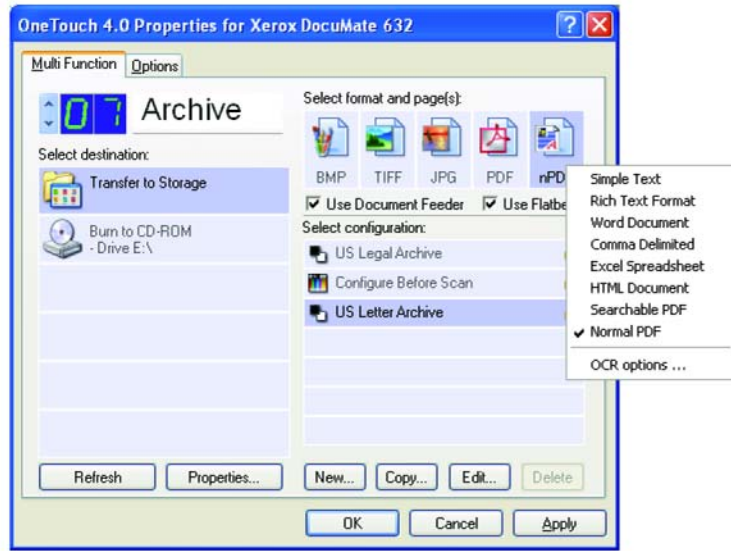 OneTouch 4.0 Properties for Xerox DocuMate 632
Multi Function
Options
07
Archive
Select destination:
Transfer to Storage
Burn to CD-ROM
- Drive E:\
Refresh
Properties...
Select format and page(s):
BMP
TIFF
JPG
PDF
nPD
Use Document Feeder
Use Flatbe
Select configuration:
US Legal Archive
Configure Before Scan
US Letter Archive
New...
Copy...
Edit...
Delete
Simple Text
Rich Text Format
Word Document
Comma Delimited
Excel Spreadsheet
HTML Document
Searchable PDF
Normal PDF
OCR options ...
OK
Cancel
Apply